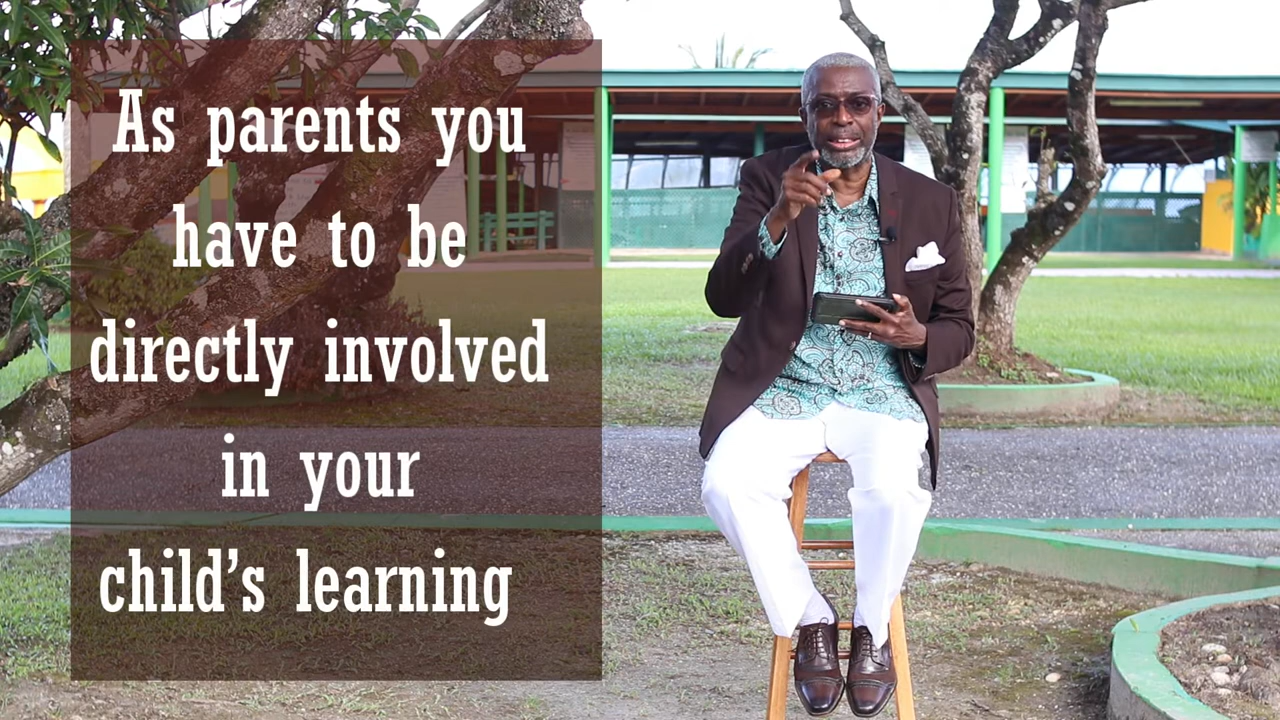 As parents you
have to be
directly involved
in your
child's learning